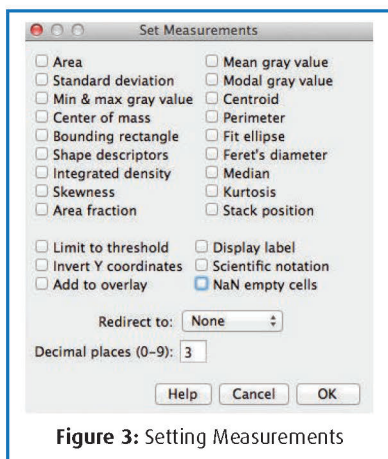 Set Measurements
Area Mean gray value
Standard deviation Modal gray value
Min & max gray value Centroid
Center of mass Perimeter
Bounding rectangle Fit ellipse
Shape descriptors Feret's diameter
Integrated density Median
Skewness Kurtosis
Area fraction Stack position
Limit to threshold Display label
Invert Y coordinates Scientific notation
Add to overlay NaN empty cells
Redirect to: None
Decimal places (0–9): 3
Help Cancel OK
Figure 3: Setting Measurements